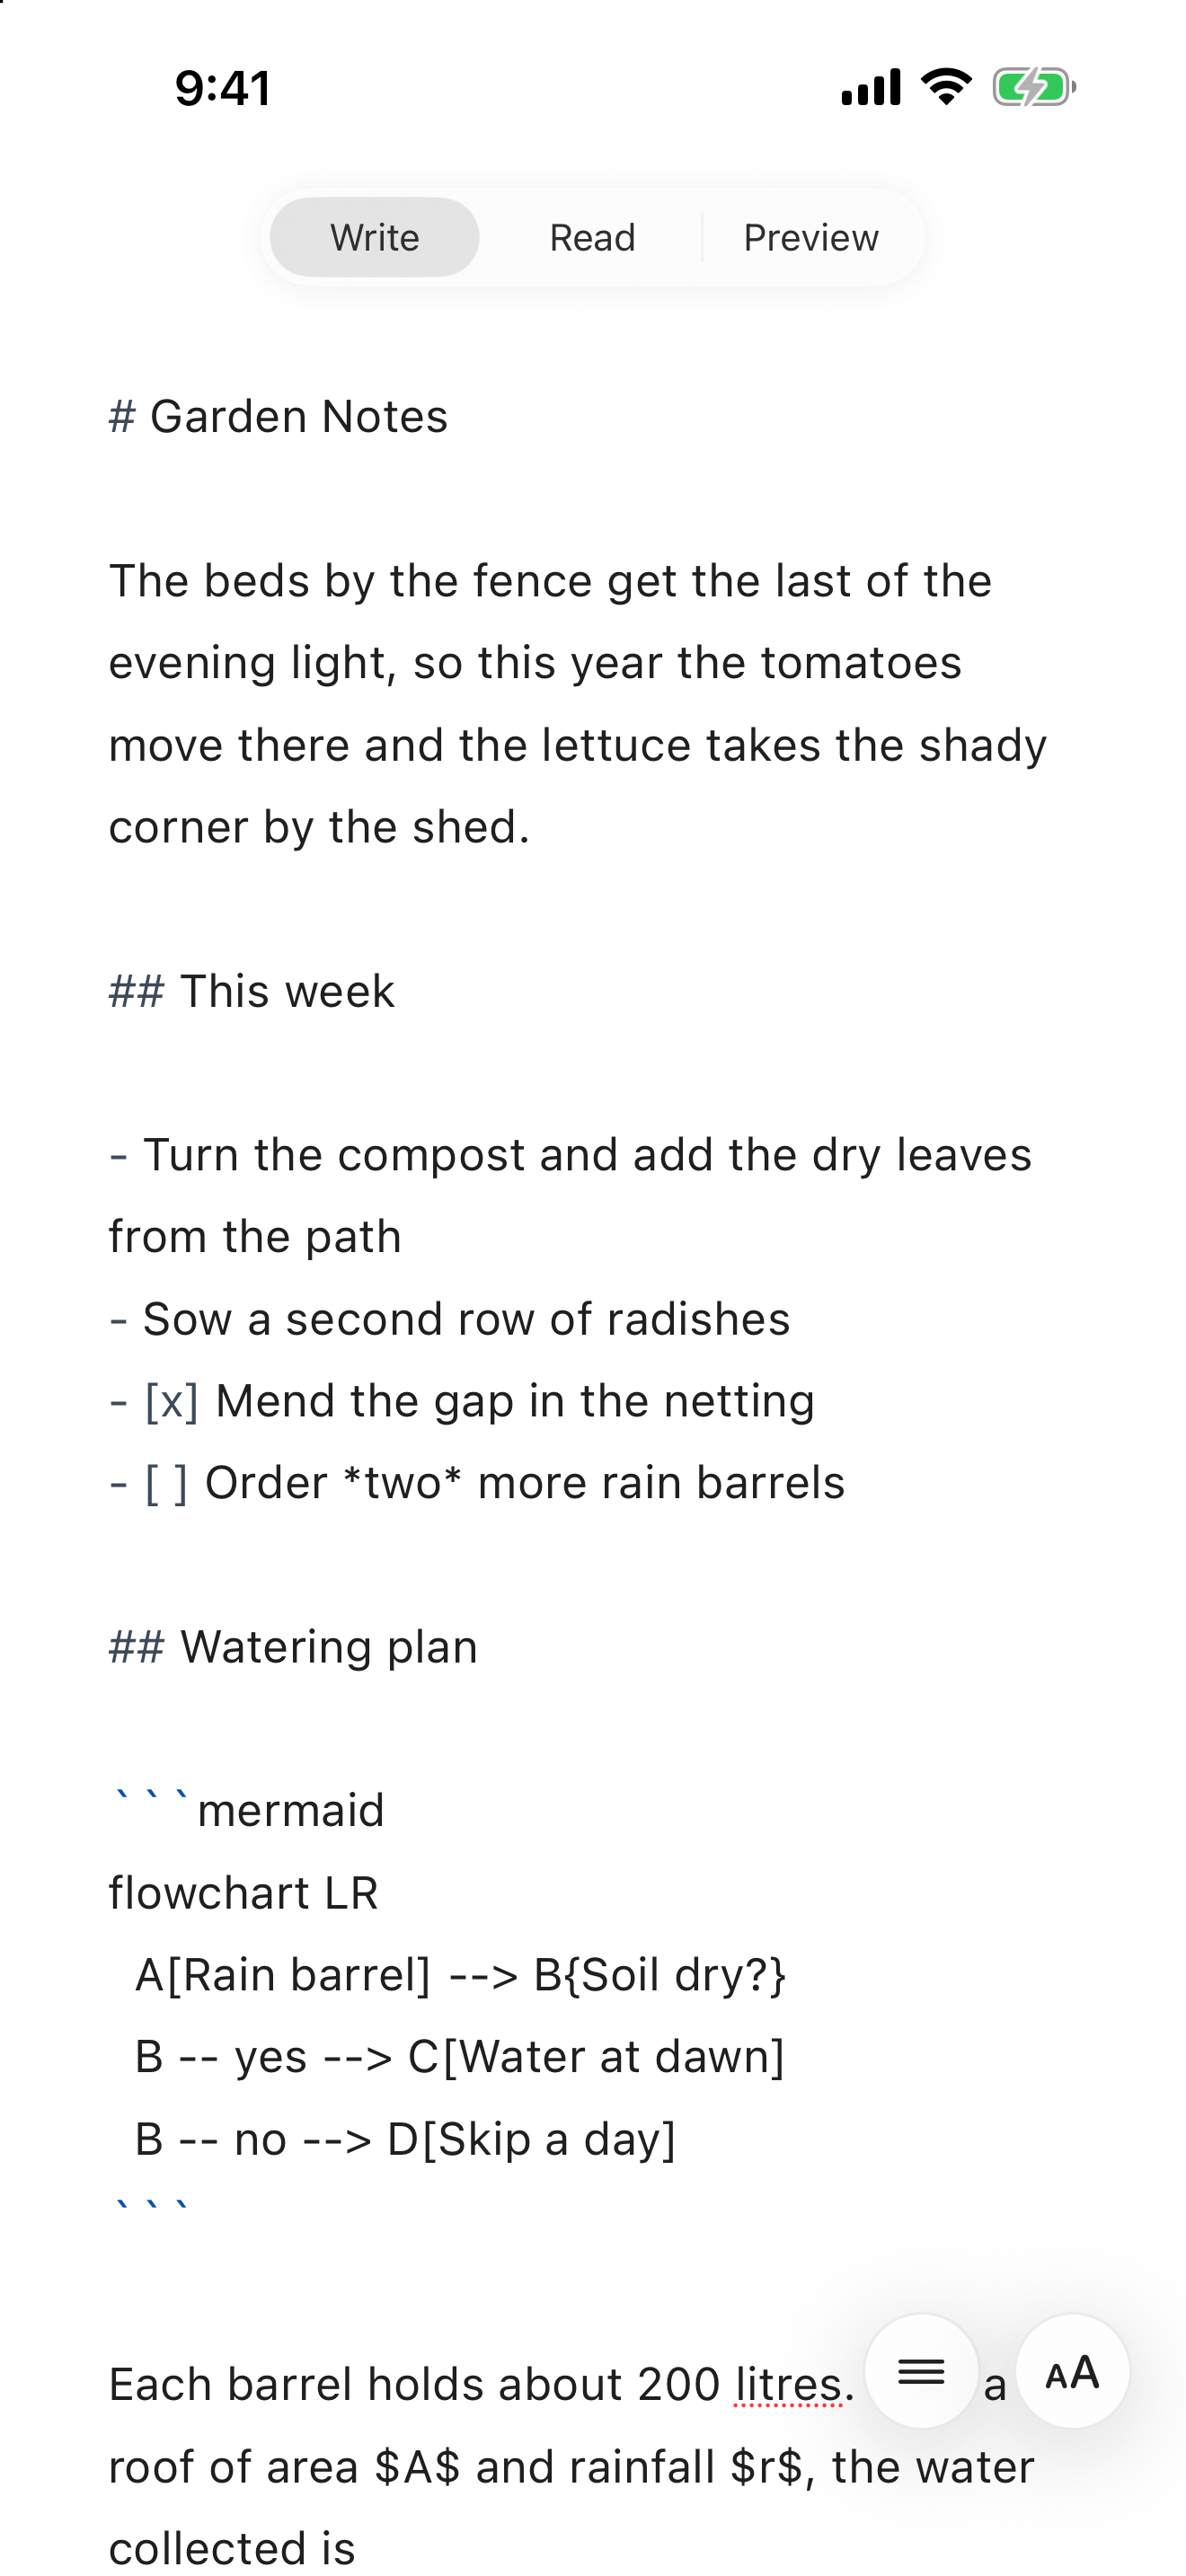 9:41
Write Read Preview
# Garden Notes
The beds by the fence get the last of the
evening light, so this year the tomatoes
move there and the lettuce takes the shady
corner by the shed.
## This week
- Turn the compost and add the dry leaves
from the path
- Sow a second row of radishes
- [x] Mend the gap in the netting
- [ ] Order *two* more rain barrels
## Watering plan
```mermaid
flowchart LR
  A[Rain barrel] --> B{Soil dry?}
  B -- yes --> C[Water at dawn]
  B -- no --> D[Skip a day]
```
Each barrel holds about 200 litres. a
AA
roof of area $A$ and rainfall $r$, the water
collected is